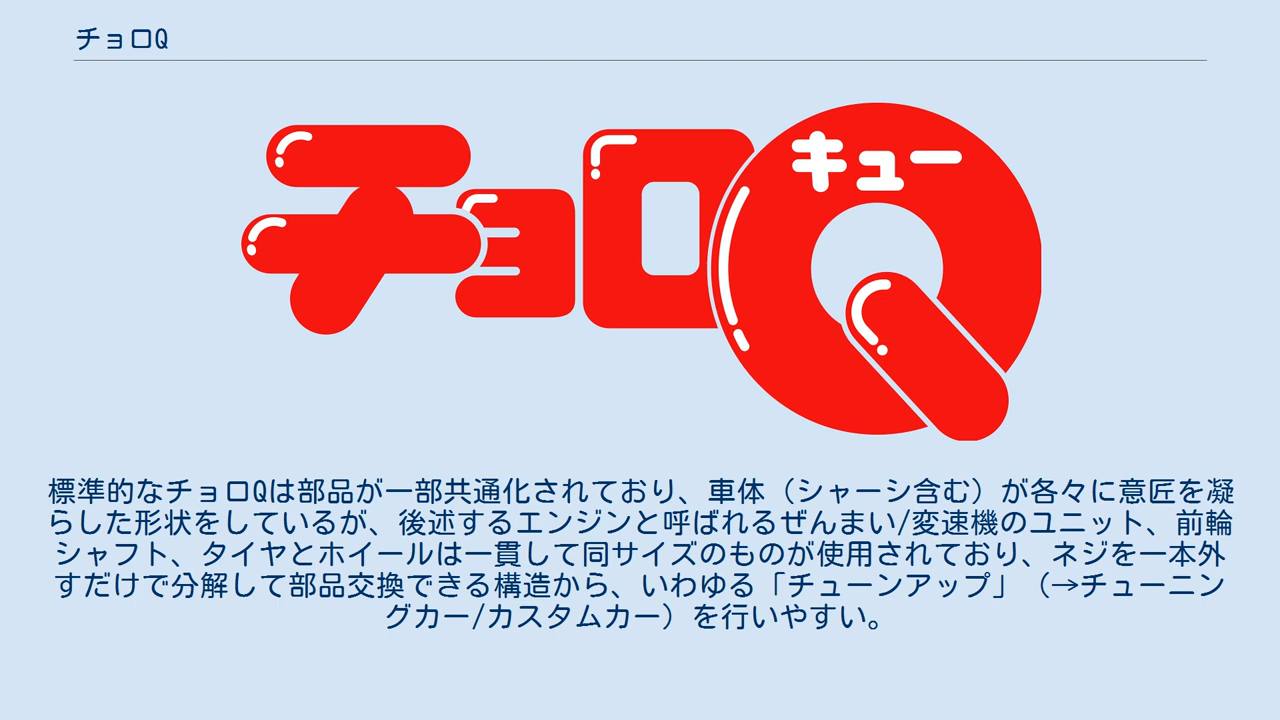 チョロQ
チョロQ
キュー
標準的なチョロQは部品が一部共通化されており、車体（シャーシ含む）が各々に意匠を凝
らした形状をしているが、後述するエンジンと呼ばれるぜんまい/変速機のユニット、前輪
シャフト、タイヤとホイールは一貫して同サイズのものが使用されており、ネジを一本外
すだけで分解して部品交換できる構造から、いわゆる「チューンアップ」（→チューニン
グカー/カスタムカー）を行いやすい。